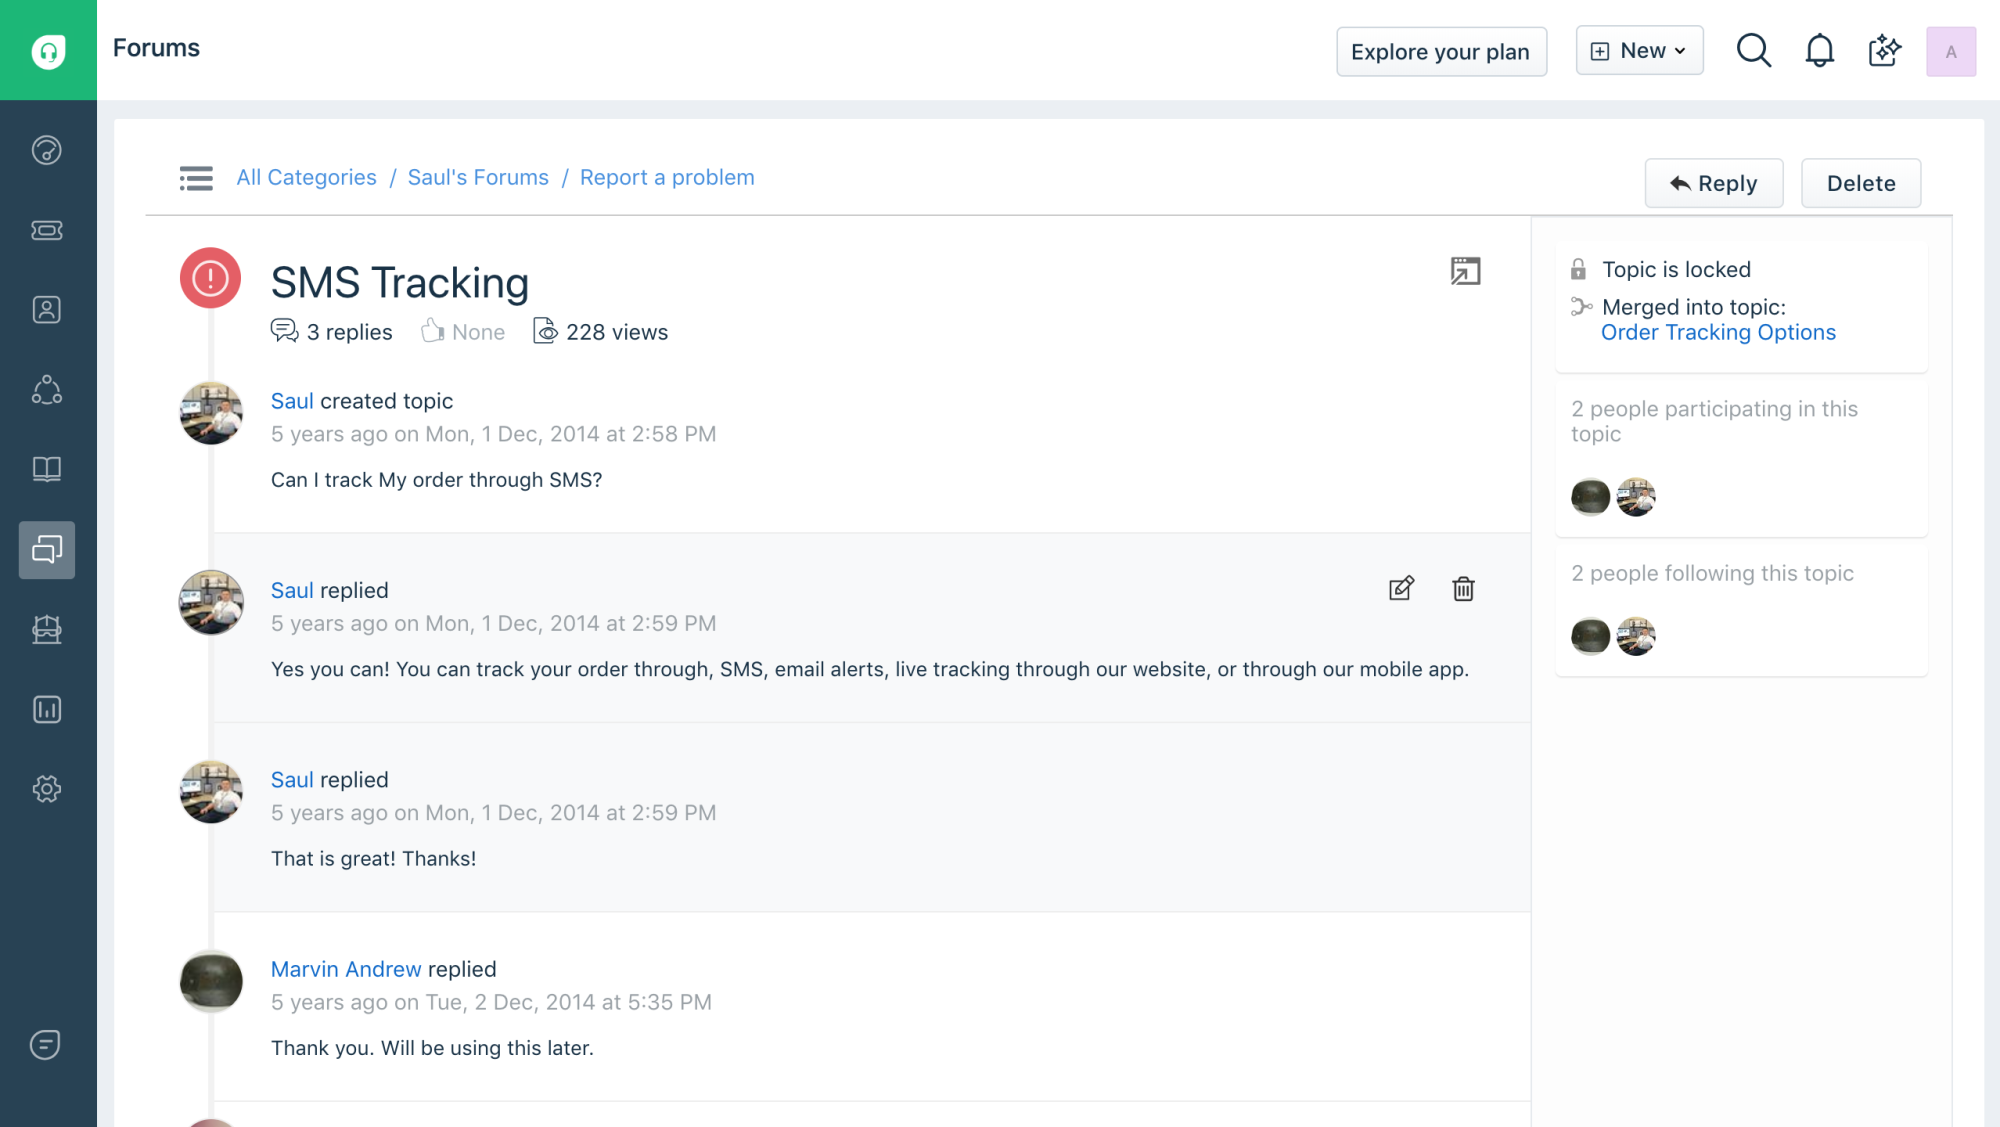 Forums
Explore your plan
New
A
All Categories / Saul's Forums / Report a problem
Reply
Delete
SMS Tracking
3 replies
None
228 views
Saul created topic
5 years ago on Mon, 1 Dec, 2014 at 2:58 PM
Can I track My order through SMS?
Saul replied
5 years ago on Mon, 1 Dec, 2014 at 2:59 PM
Yes you can! You can track your order through, SMS, email alerts, live tracking through our website, or through our mobile app.
Saul replied
5 years ago on Mon, 1 Dec, 2014 at 2:59 PM
That is great! Thanks!
Marvin Andrew replied
5 years ago on Tue, 2 Dec, 2014 at 5:35 PM
Thank you. Will be using this later.
Topic is locked
Merged into topic:
Order Tracking Options
2 people participating in this
topic
2 people following this topic